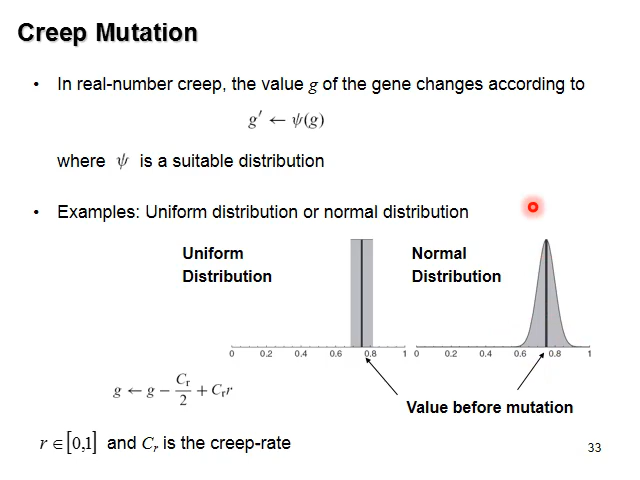 Creep Mutation
• In real-number creep, the value g of the gene changes according to
g′ ← ψ(g)
where ψ is a suitable distribution
• Examples: Uniform distribution or normal distribution
Uniform
Distribution
Normal
Distribution
0 0.2 0.4 0.6 0.8 1
0 0.2 0.4 0.6 0.8 1
g ← g − Cr/2 + Crr
Value before mutation
r ∈ [0,1] and Cr is the creep-rate
33